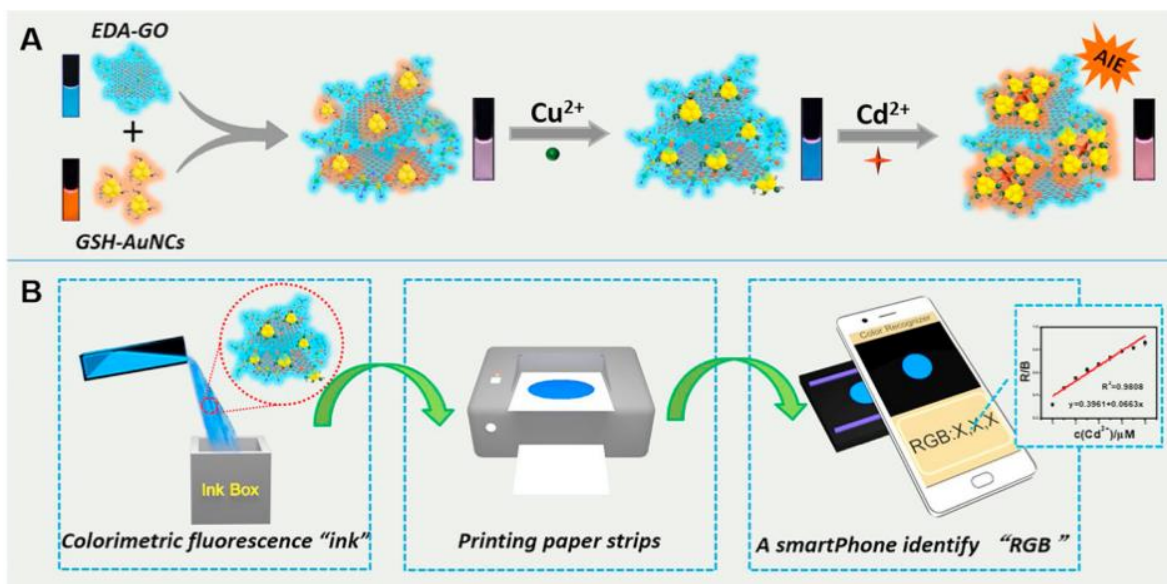 A
EDA-GO
+
GSH-AuNCs
Cu²⁺
Cd²⁺
AIE
B
Ink Box
Colorimetric fluorescence “ink”
Printing paper strips
Color Recognizer
RGB:X,X,X
A smartPhone identify “RGB”
R/B
R²=0.9808
y=0.3961+0.0663x
c(Cd²⁺)/μM